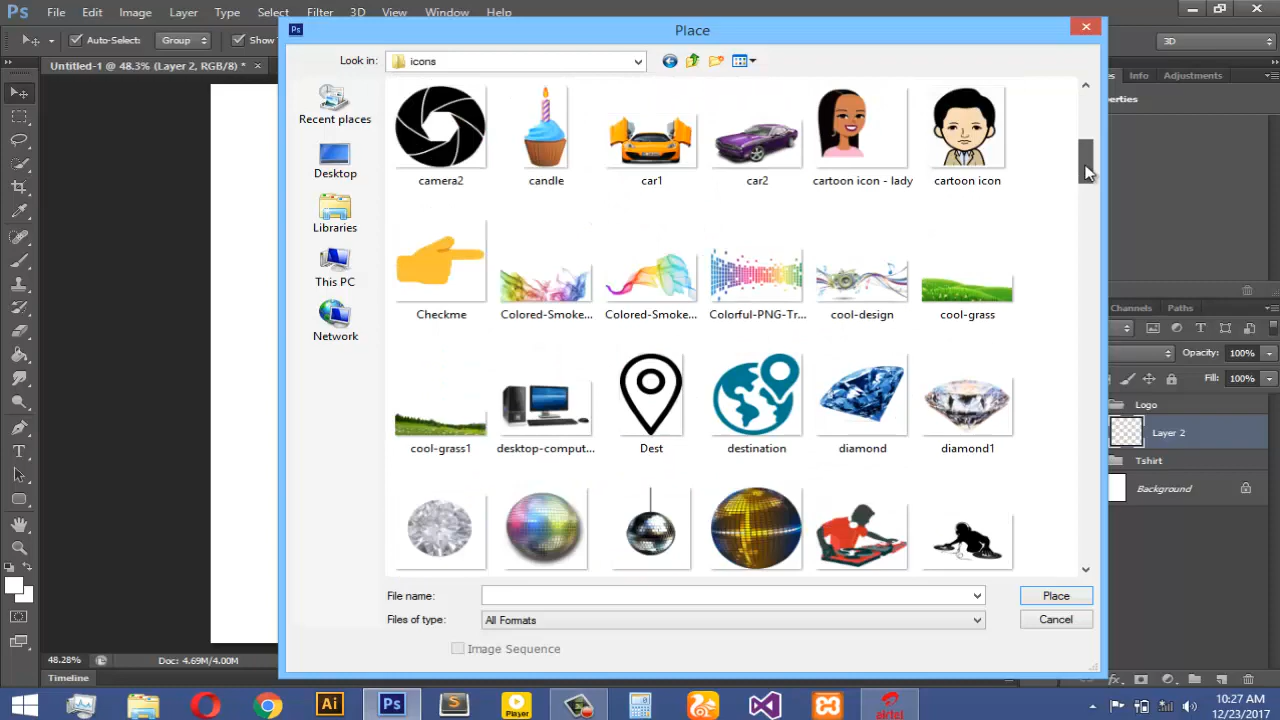 Ps File Edit Image Layer Type Select Filter 3D View Window Help
Place
Auto-Select: Group Show
3D
Look in: icons
Untitled-1 @ 48.3% (Layer 2, RGB/8) *
Info Adjustments
Recent places
Desktop
Libraries
This PC
Network
camera2 candle car1 car2 cartoon icon - lady cartoon icon
Checkme Colored-Smoke... Colored-Smoke... Colorful-PNG-Tr... cool-design cool-grass
cool-grass1 desktop-comput... Dest destination diamond diamond1
Paths
Opacity: 100%
Fill: 100%
Logo
Layer 2
Tshirt
Background
File name: Place
Files of type: All Formats Cancel
Image Sequence
48.28% Doc: 4.69M/4.00M
Timeline
Ai Ps S Player airtel
10:27 AM
12/23/2017